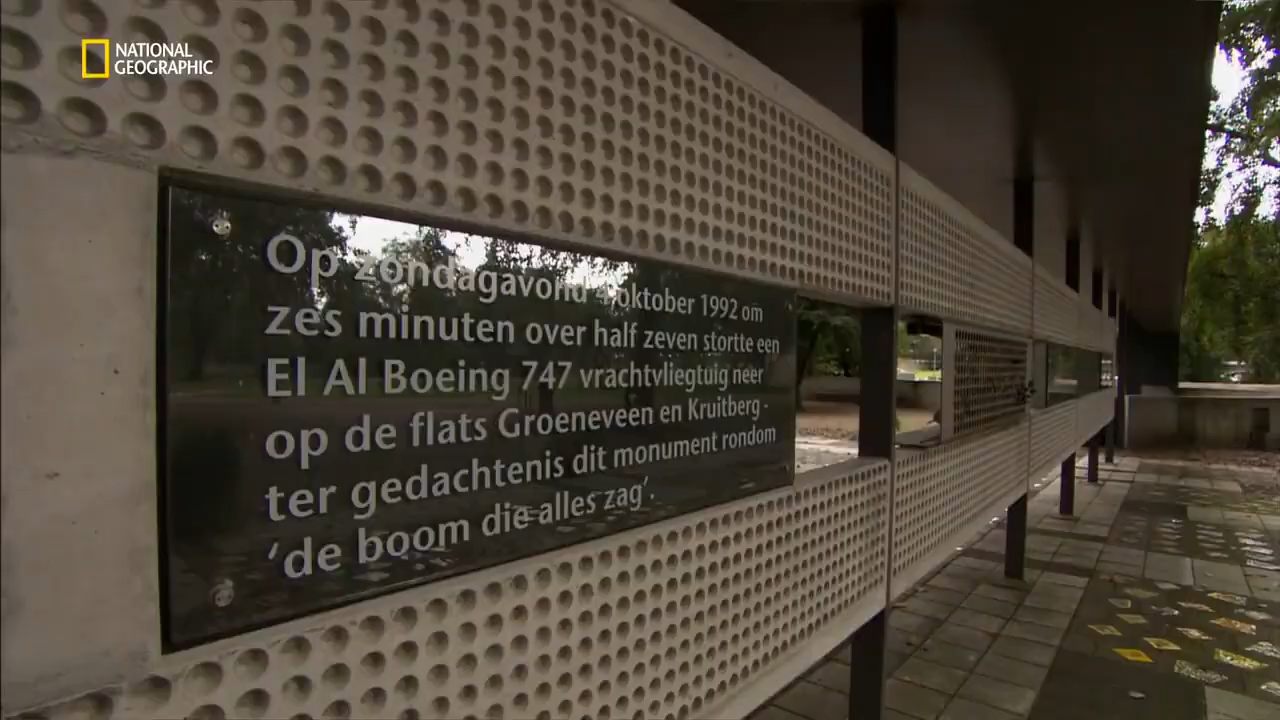 NATIONAL
GEOGRAPHIC
Op zondagavond 4 oktober 1992 om
zes minuten over half zeven stortte een
El Al Boeing 747 vrachtvliegtuig neer
op de flats Groeneveen en Kruitberg -
ter gedachtenis dit monument rondom
'de boom die alles zag'.